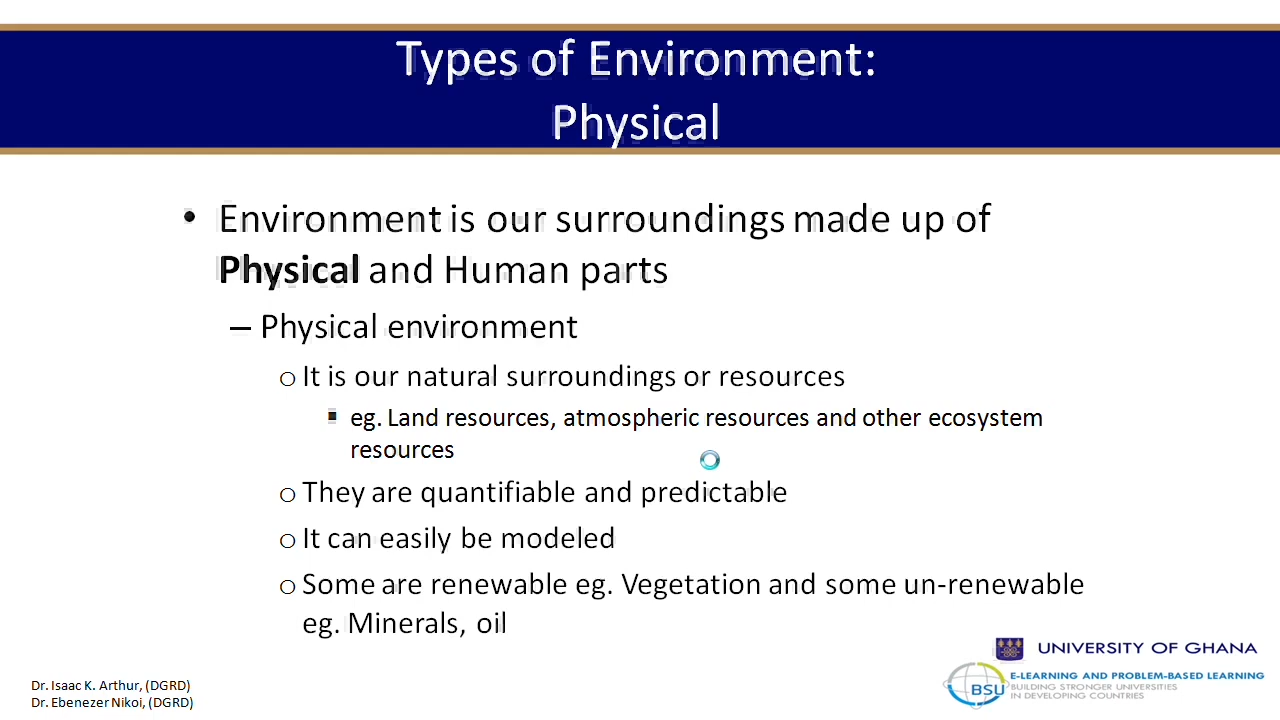 Types of Environment:
Physical
• Environment is our surroundings made up of
Physical and Human parts
– Physical environment
o It is our natural surroundings or resources
▪ eg. Land resources, atmospheric resources and other ecosystem
resources
o They are quantifiable and predictable
o It can easily be modeled
o Some are renewable eg. Vegetation and some un-renewable
eg. Minerals, oil
Dr. Isaac K. Arthur, (DGRD)
Dr. Ebenezer Nikoi, (DGRD)
UNIVERSITY OF GHANA
BSU
E-LEARNING AND PROBLEM-BASED LEARNING
BUILDING STRONGER UNIVERSITIES
IN DEVELOPING COUNTRIES